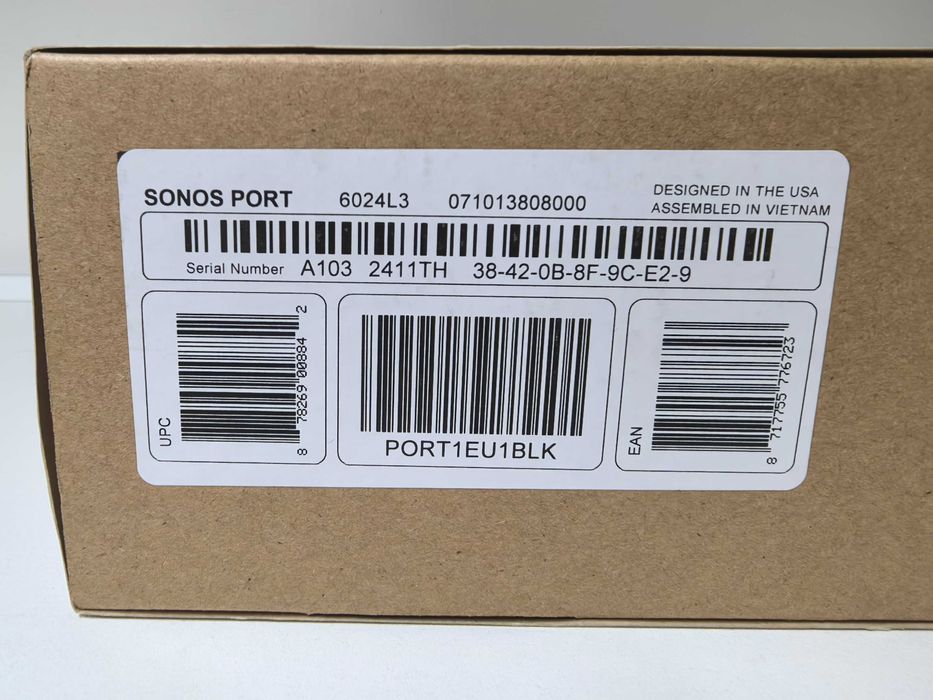 SONOS PORT 6024L3 071013808000 DESIGNED IN THE USA
ASSEMBLED IN VIETNAM
Serial Number A103 2411TH 38-42-0B-8F-9C-E2-9
UPC
8 78269 00884 2
PORT1EU1BLK
EAN
8 717755 776723